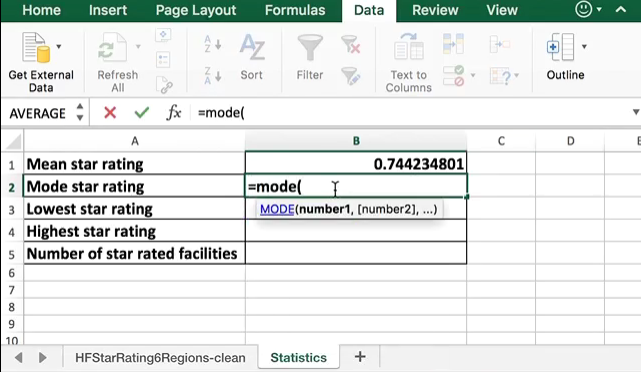 Home Insert Page Layout Formulas Data Review View
Get External Data Refresh All Sort Filter Text to Columns Outline
AVERAGE fx =mode(
A B C D E
1 Mean star rating 0.744234801
2 Mode star rating =mode(
MODE(number1, [number2], ...)
3 Lowest star rating
4 Highest star rating
5 Number of star rated facilities
6
7
8
9
10
HFStarRating6Regions-clean Statistics +